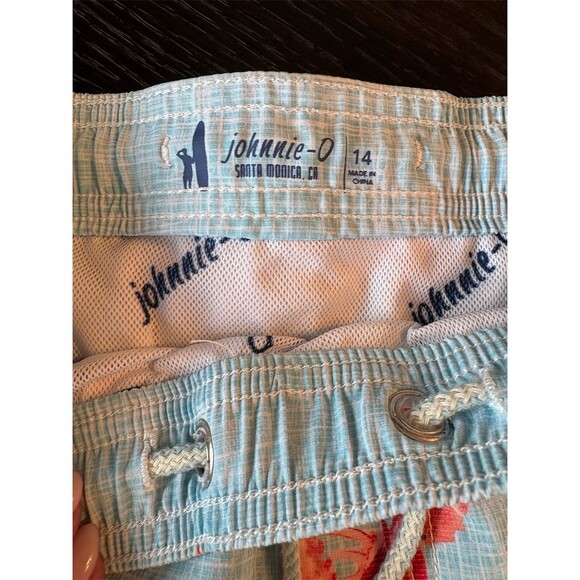 johnnie-O
SANTA MONICA, CA
14
MADE IN
CHINA
johnnie-
johnnie-